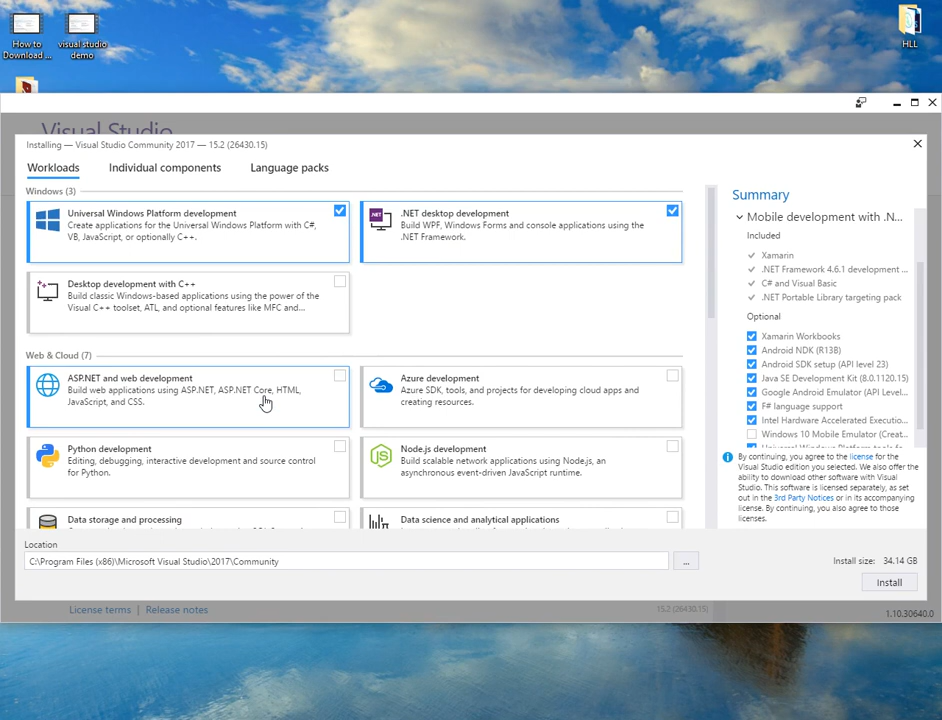 How to
Download ...
visual studio
demo
HLL
Visual Studio
Installing — Visual Studio Community 2017 — 15.2 (26430.15)
Workloads
Individual components
Language packs
Windows (3)
Universal Windows Platform development
Create applications for the Universal Windows Platform with C#,
VB, JavaScript, or optionally C++.
.NET
.NET desktop development
Build WPF, Windows Forms and console applications using the
.NET Framework.
Desktop development with C++
Build classic Windows-based applications using the power of the
Visual C++ toolset, ATL, and optional features like MFC and...
Web & Cloud (7)
ASP.NET and web development
Build web applications using ASP.NET, ASP.NET Core, HTML,
JavaScript, and CSS.
Azure development
Azure SDK, tools, and projects for developing cloud apps and
creating resources.
Python development
Editing, debugging, interactive development and source control
for Python.
Node.js development
Build scalable network applications using Node.js, an
asynchronous event-driven JavaScript runtime.
Data storage and processing
Data science and analytical applications
Summary
Mobile development with .N...
Included
Xamarin
.NET Framework 4.6.1 development ...
C# and Visual Basic
.NET Portable Library targeting pack
Optional
Xamarin Workbooks
Android NDK (R13B)
Android SDK setup (API level 23)
Java SE Development Kit (8.0.1120.15)
Google Android Emulator (API Level...
F# language support
Intel Hardware Accelerated Executio...
Windows 10 Mobile Emulator (Creat...
Universal Windows Platform tools fo
By continuing, you agree to the license for the
Visual Studio edition you selected. We also offer the
ability to download other software with Visual
Studio. This software is licensed separately, as set
out in the 3rd Party Notices or in its accompanying
license. By continuing, you also agree to those
licenses.
Location
C:\Program Files (x86)\Microsoft Visual Studio\2017\Community
...
Install size: 34.14 GB
Install
License terms | Release notes
15.2 (26430.15)
1.10.30640.0